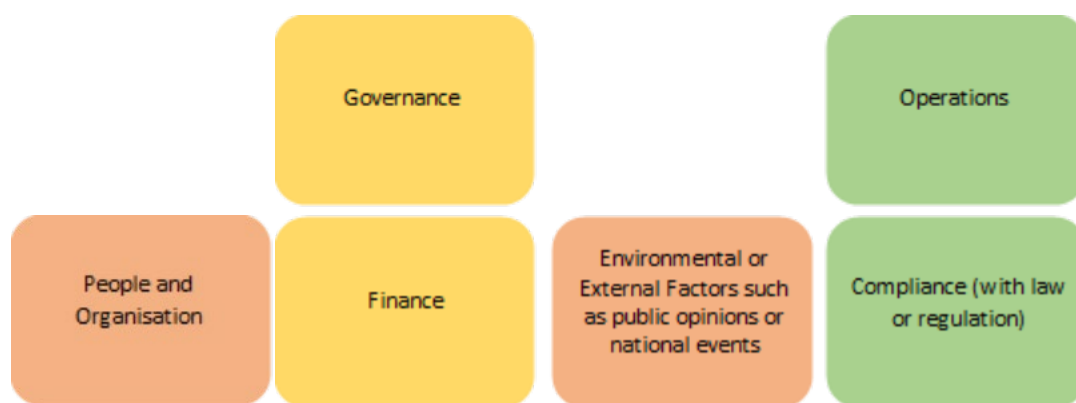 Governance
Operations
People and
Organisation
Finance
Environmental or
External Factors such
as public opinions or
national events
Compliance (with law
or regulation)